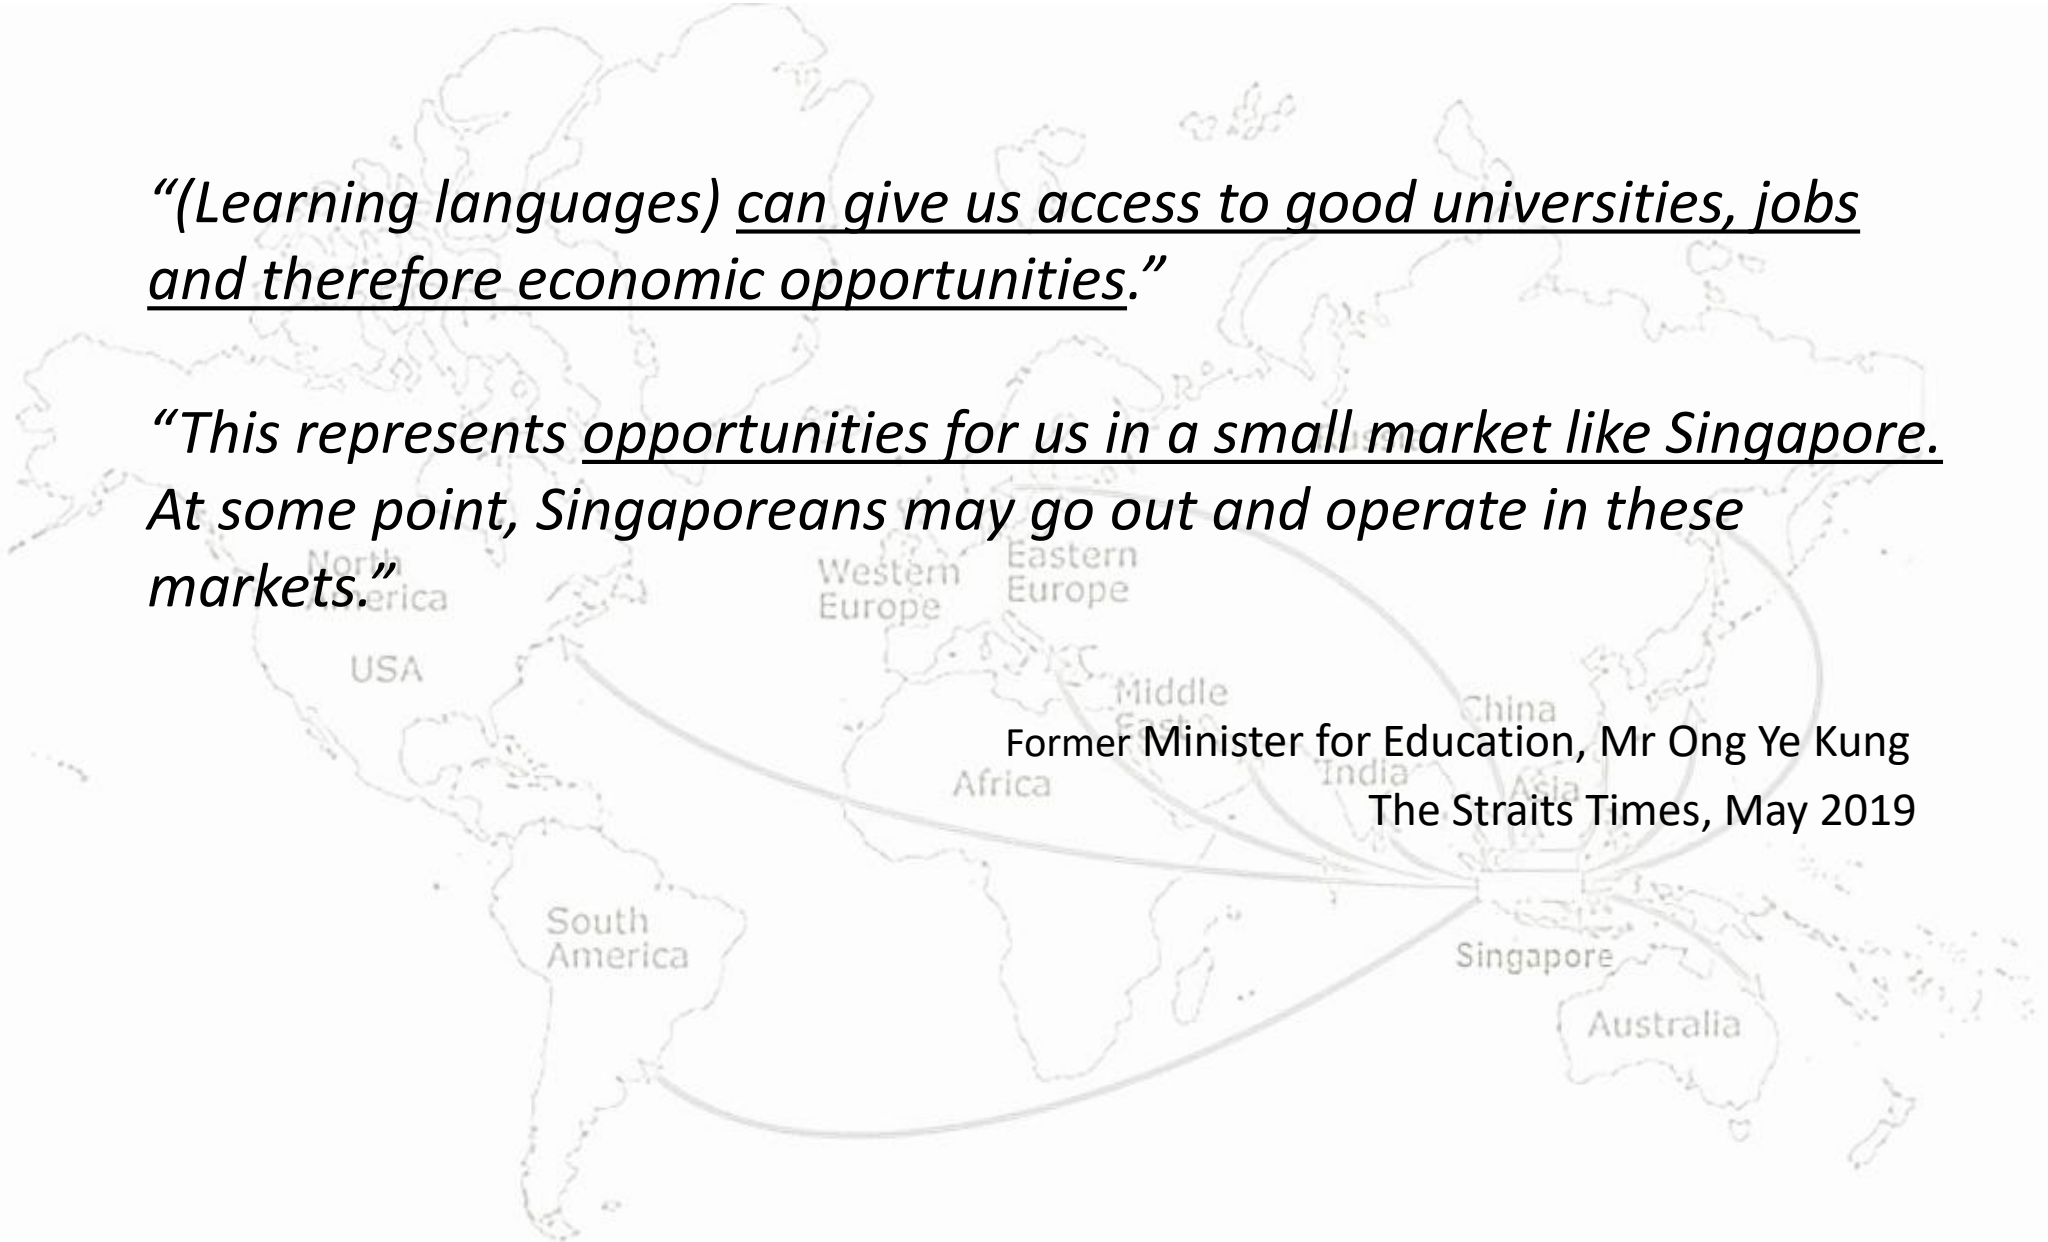 “(Learning languages) can give us access to good universities, jobs
and therefore economic opportunities.”
“This represents opportunities for us in a small market like Singapore.
At some point, Singaporeans may go out and operate in these
markets.”
Former Minister for Education, Mr Ong Ye Kung
The Straits Times, May 2019
Russia
North
America
USA
Western
Europe
Eastern
Europe
Middle
East
Africa
China
India
Asia
South
America
Singapore
Australia